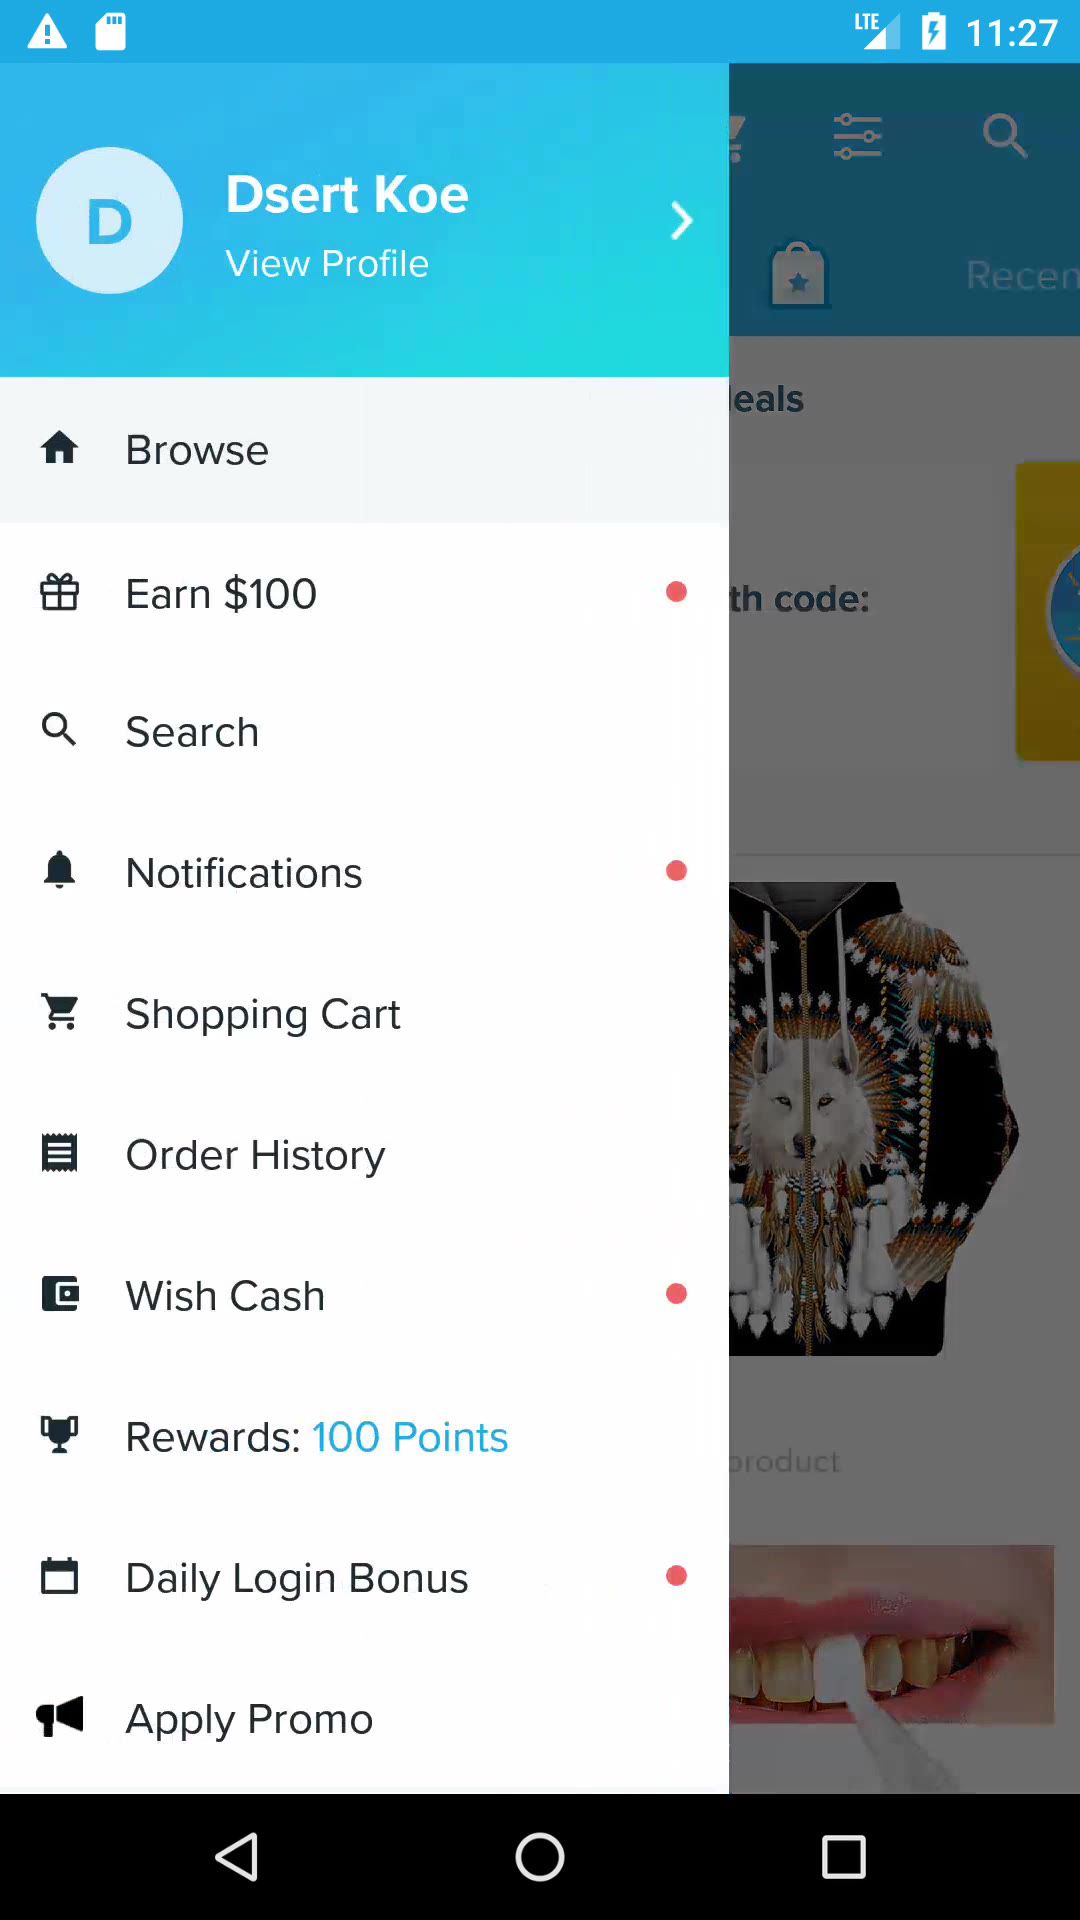 LTE 11:27
D
Dsert Koe
View Profile
Recen
eals
Browse
Earn $100
th code:
Search
Notifications
Shopping Cart
Order History
Wish Cash
Rewards: 100 Points
product
Daily Login Bonus
Apply Promo